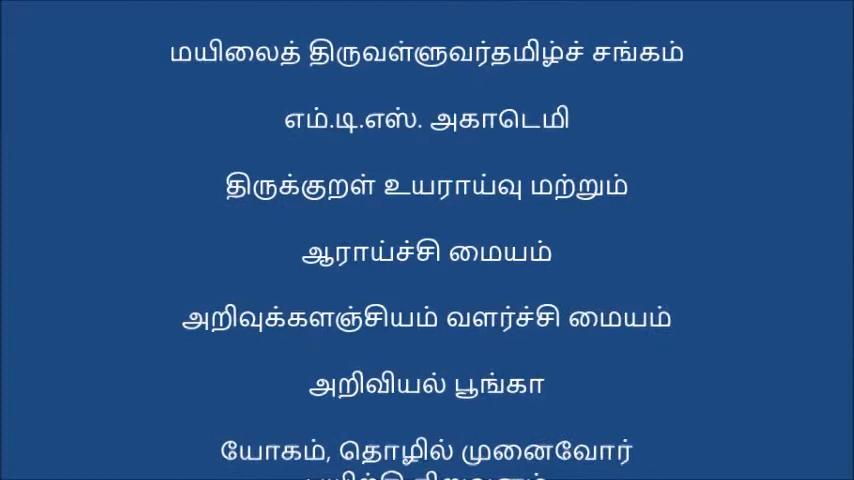 மயிலைத் திருவள்ளுவர்தமிழ்ச் சங்கம்
எம்.டி.எஸ். அகாடெமி
திருக்குறள் உயராய்வு மற்றும்
ஆராய்ச்சி மையம்
அறிவுக்களஞ்சியம் வளர்ச்சி மையம்
அறிவியல் பூங்கா
யோகம், தொழில் முனைவோர்